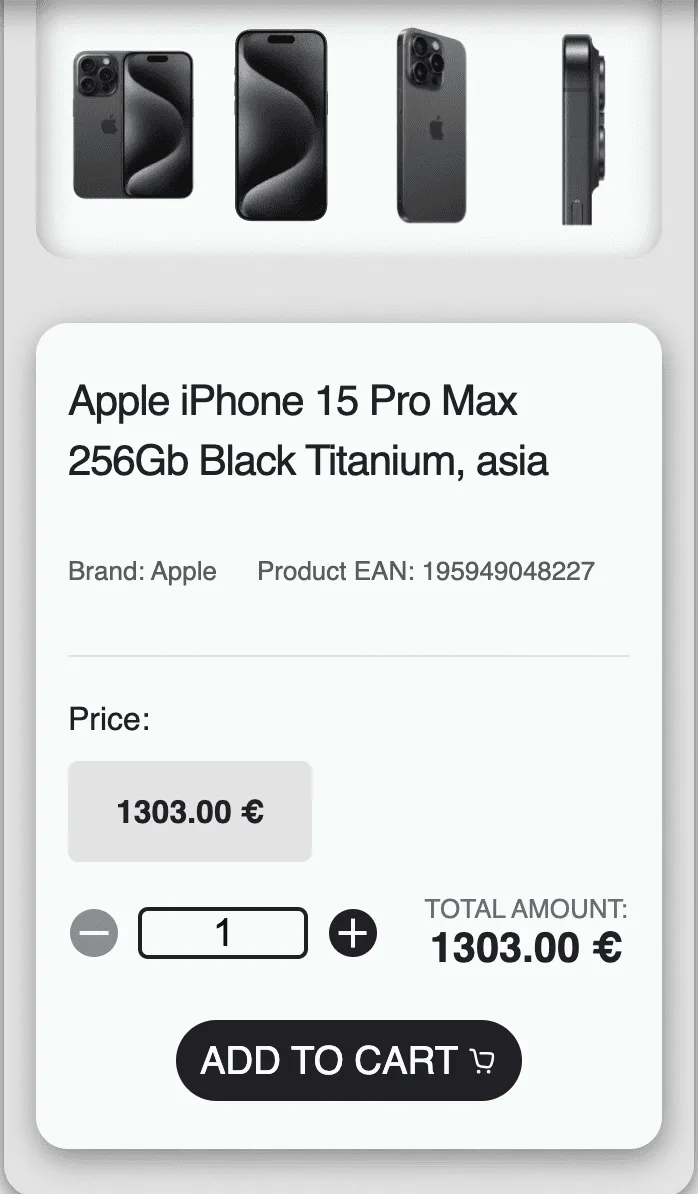 Apple iPhone 15 Pro Max
256Gb Black Titanium, asia
Brand: Apple Product EAN: 195949048227
Price:
1303.00 €
1
TOTAL AMOUNT:
1303.00 €
ADD TO CART